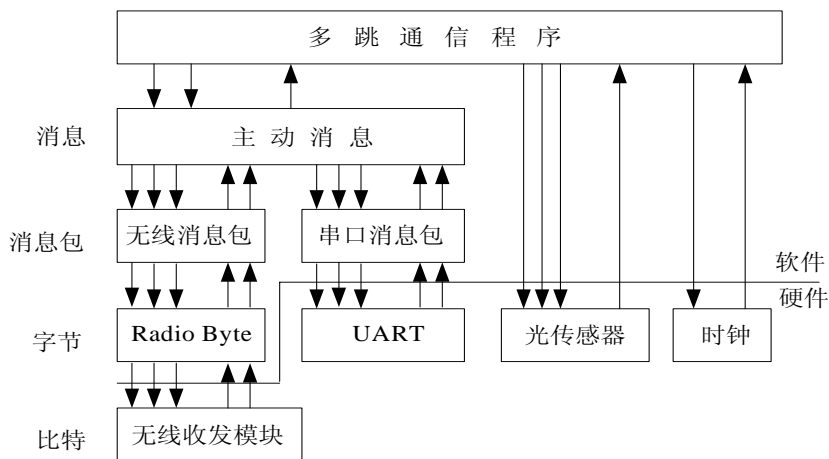 多跳通信程序
消息
主动消息
消息包
无线消息包
串口消息包
软件
硬件
字节
Radio Byte
UART
光传感器
时钟
比特
无线收发模块